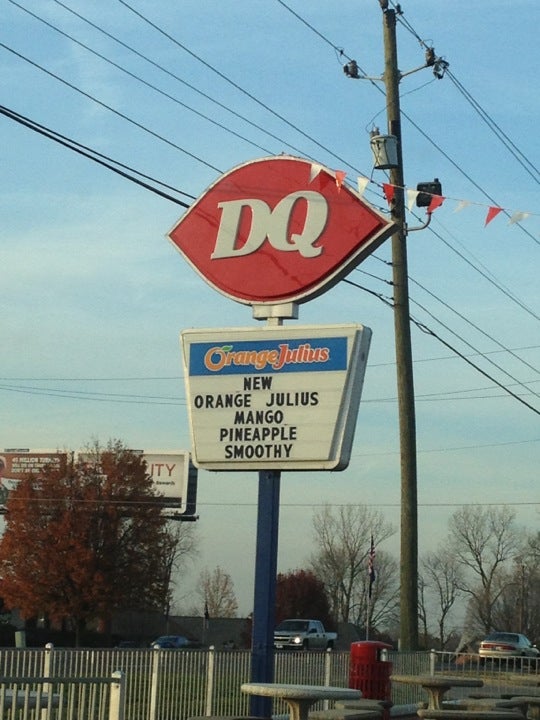 DQ
OrangeJulius
NEW
ORANGE JULIUS
MANGO
PINEAPPLE
SMOOTHY
ITY